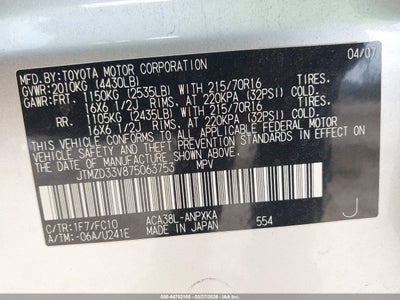 MFD.BY:TOYOTA MOTOR CORPORATION 04/07
GVWR: 2010KG (4430LB)
GAWR:FRT. 1150KG (2535LB) WITH 215/70R16 TIRES.
16X6 1/2J RIMS, AT 220KPA (32PSI) COLD.
RR. 1105KG (2435LB) WITH 215/70R16 TIRES.
16X6 1/2J RIMS, AT 220KPA (32PSI) COLD.
THIS VEHICLE CONFORMS TO ALL APPLICABLE FEDERAL MOTOR
VEHICLE SAFETY STANDARDS IN EFFECT ON THE DATE OF
MANUFACTURE SHOWN ABOVE.
JTMZD33V875063753 MPV
C/TR:1F7/FC10 ACA38L-ANPXKA
A/TM:-06A/U241E MADE IN JAPAN 554 J